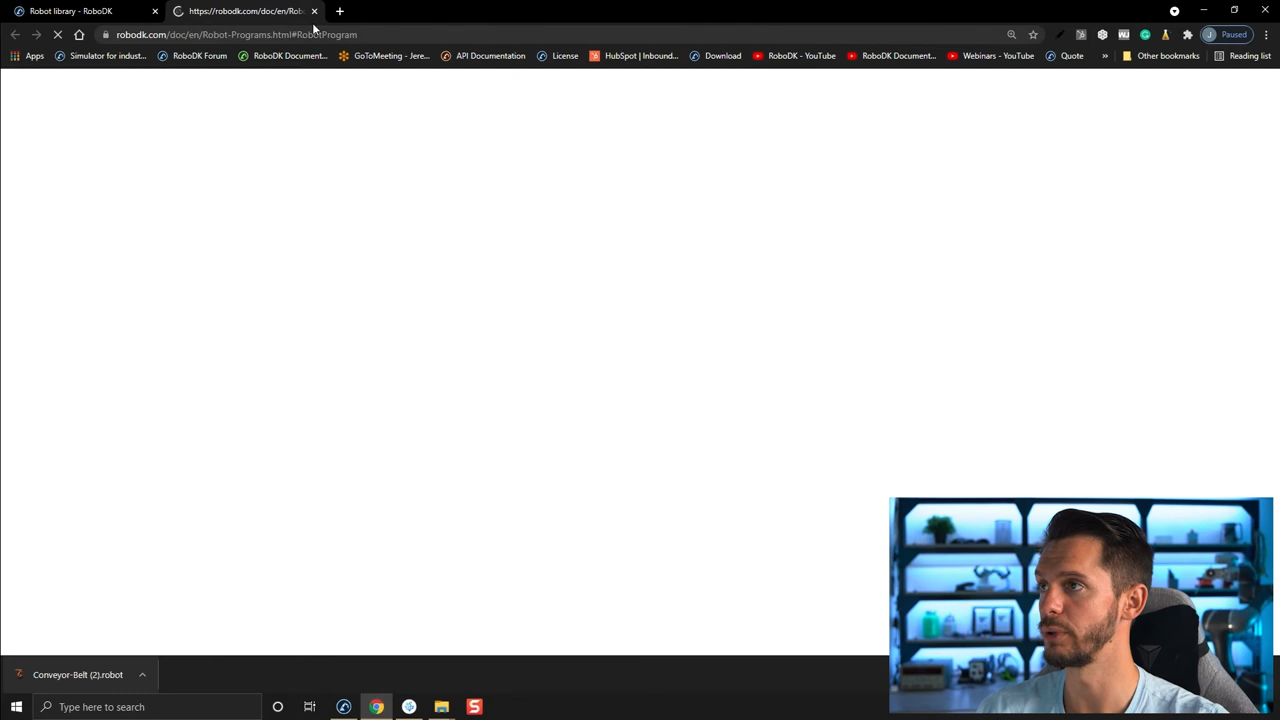 Robot library - RoboDK
https://robodk.com/doc/en/Rob
robodk.com/doc/en/Robot-Programs.html#RobotProgram
J Paused
Apps Simulator for indust... RoboDK Forum RoboDK Document... GoToMeeting - Jere... API Documentation License HubSpot | Inbound... Download RoboDK - YouTube RoboDK Document... Webinars - YouTube Quote » Other bookmarks Reading list
Conveyor-Belt (2).robot
Type here to search